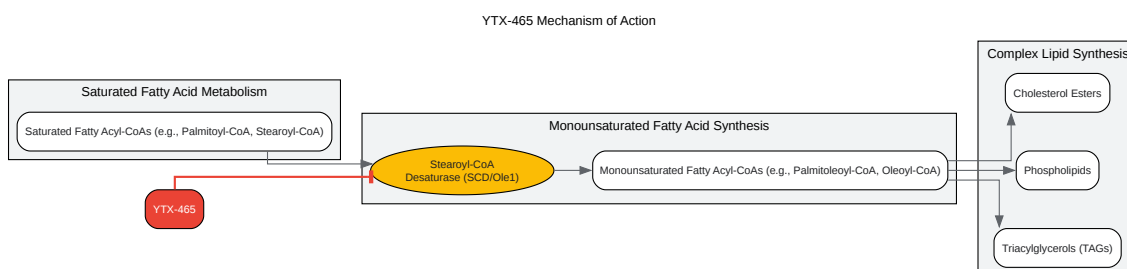 YTX-465 Mechanism of Action
Saturated Fatty Acid Metabolism
Saturated Fatty Acyl-CoAs (e.g., Palmitoyl-CoA, Stearoyl-CoA)
YTX-465
Monounsaturated Fatty Acid Synthesis
Stearoyl-CoA
Desaturase (SCD/Ole1)
Monounsaturated Fatty Acyl-CoAs (e.g., Palmitoleoyl-CoA, Oleoyl-CoA)
Complex Lipid Synthesis
Cholesterol Esters
Phospholipids
Triacylglycerols (TAGs)